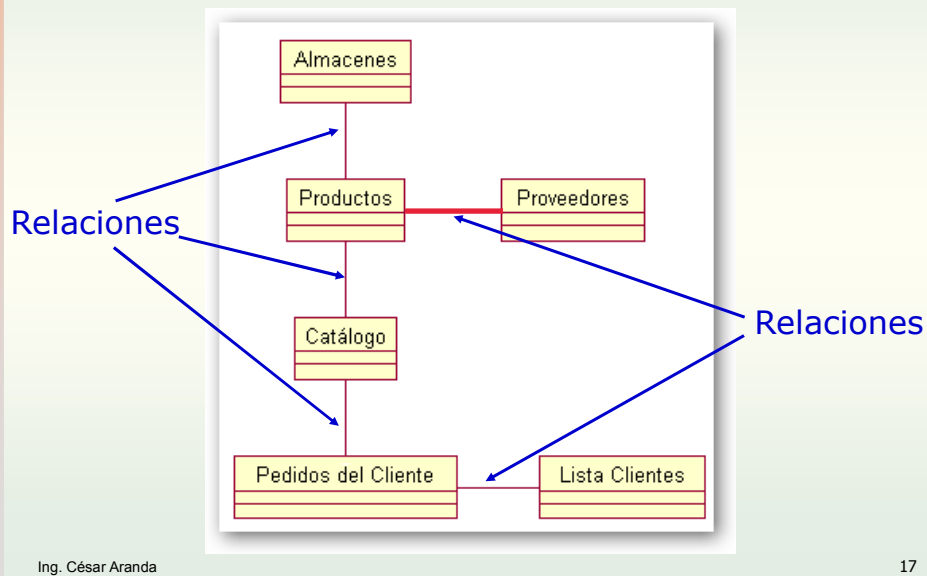 Almacenes
Productos
Proveedores
Relaciones
Relaciones
Catálogo
Pedidos del Cliente
Lista Clientes
Ing. César Aranda
17